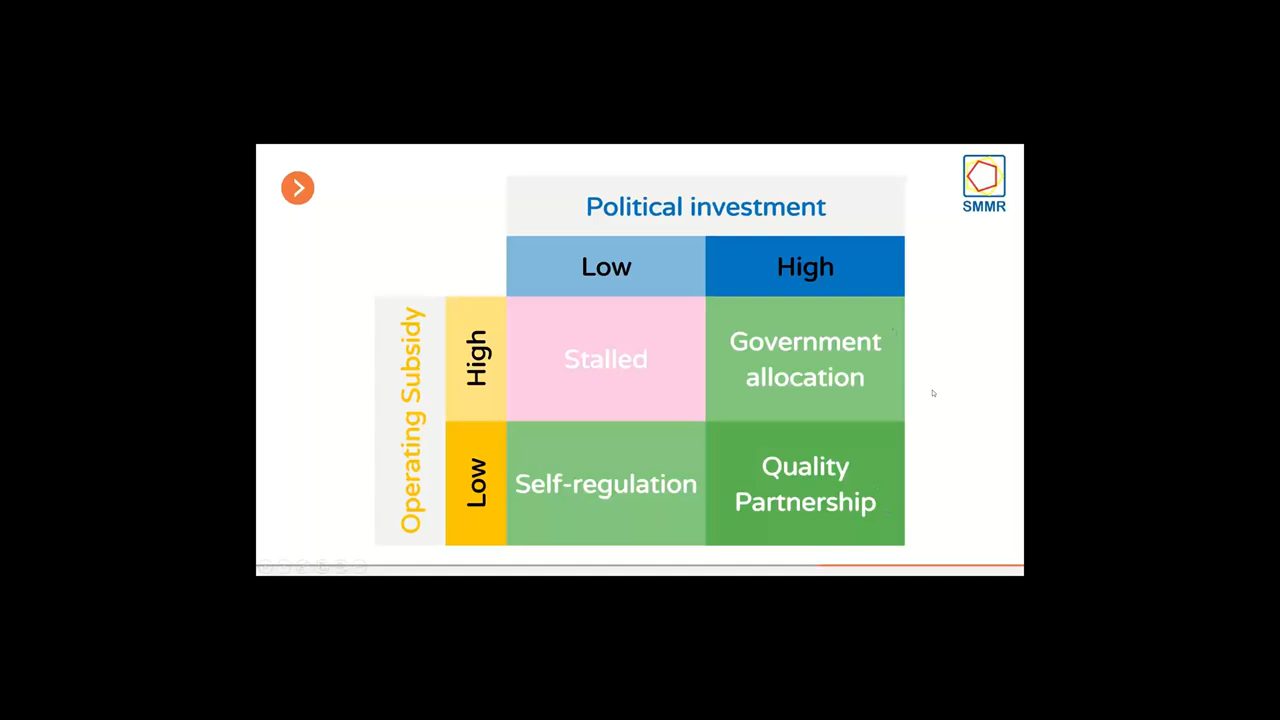 Political investment
SMMR
Low
High
Operating Subsidy
High
Stalled
Government
allocation
Low
Self-regulation
Quality
Partnership